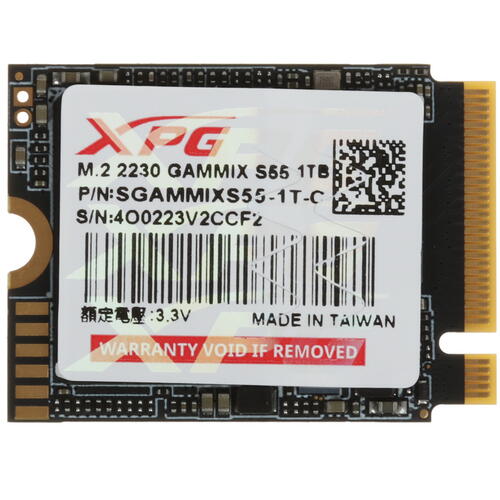 XPG
M.2 2230 GAMMIX S55 1TB
P/N:SGAMMIXS55-1T-C
S/N:4O0223V2CCF2
額定電壓:3.3V
MADE IN TAIWAN
WARRANTY VOID IF REMOVED